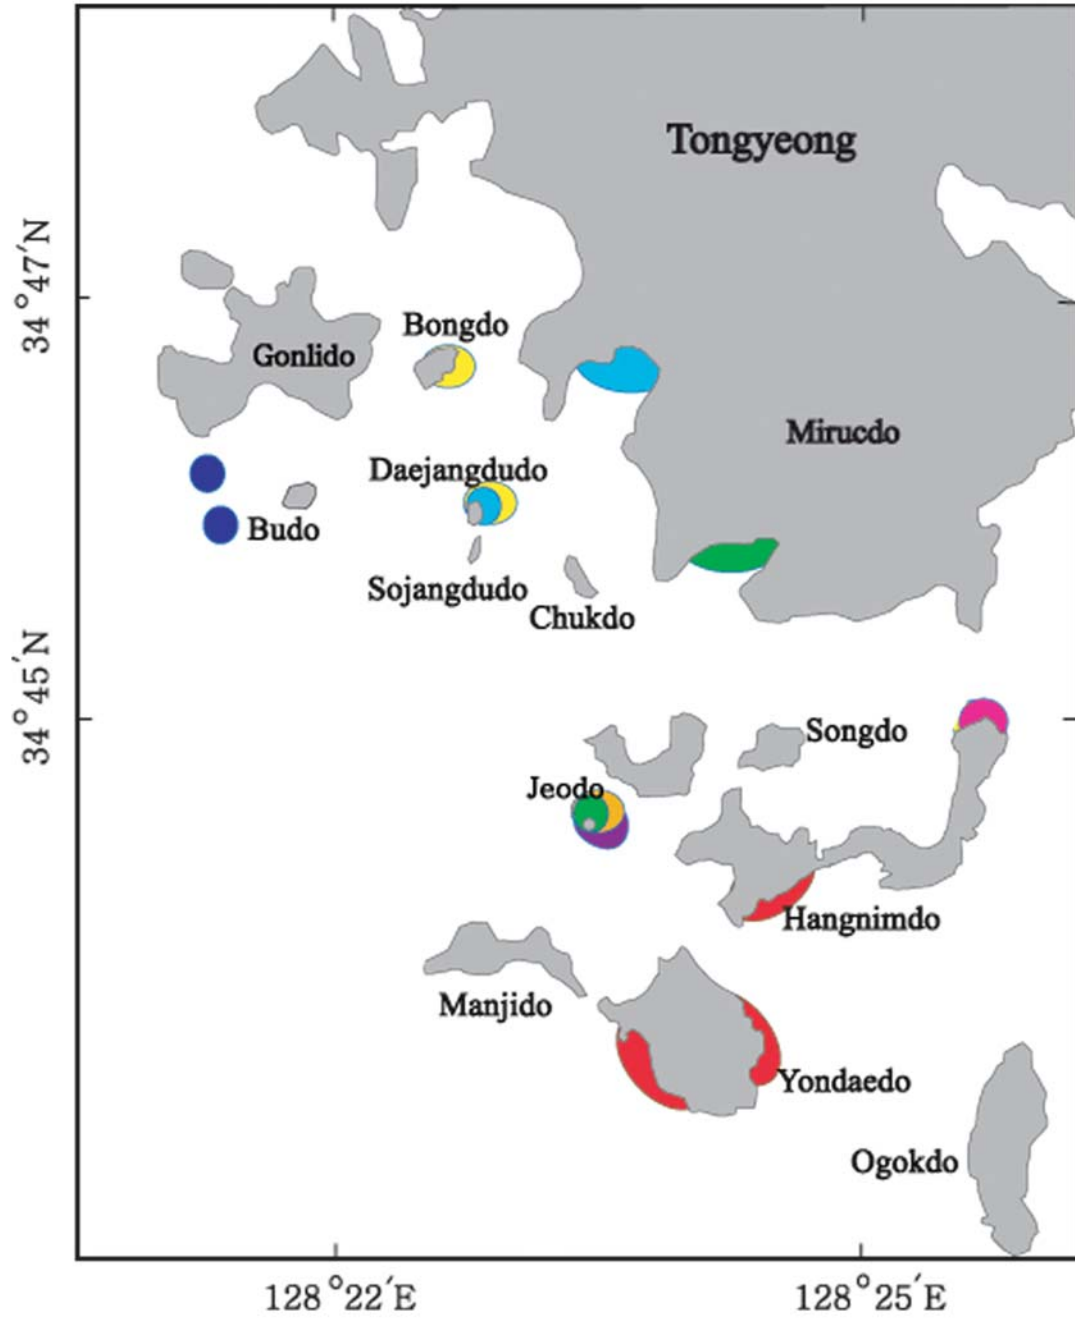 Tongyeong
34°47′N
Bongdo
Gonlido
Mirucdo
Daejangdudo
Budo
Sojangdudo
Chukdo
34°45′N
Songdo
Jeodo
Hangnimdo
Manjido
Yondaedo
Ogokdo
128°22′E
128°25′E